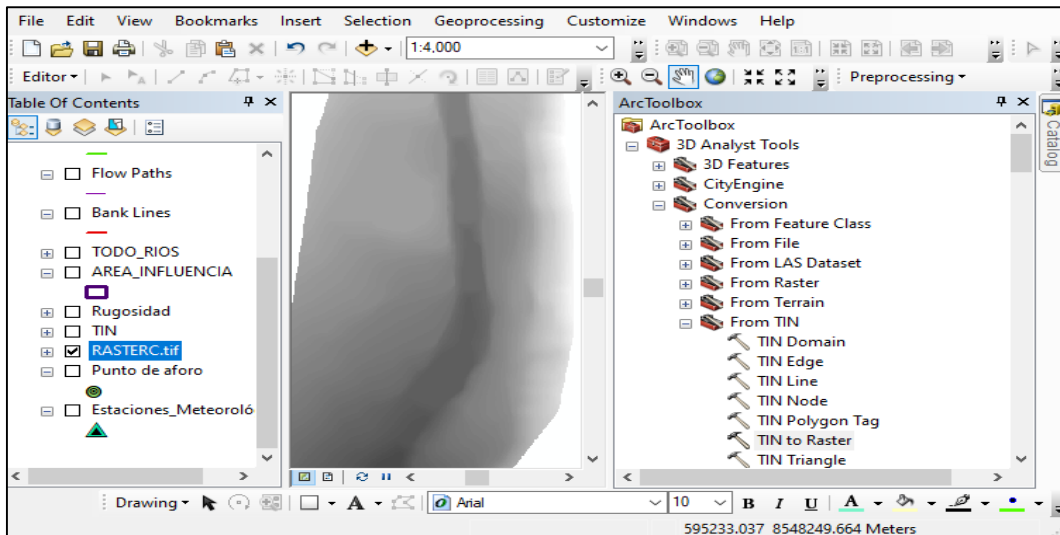 File Edit View Bookmarks Insert Selection Geoprocessing Customize Windows Help
1:4,000
Editor
Preprocessing
Table Of Contents
Flow Paths
Bank Lines
TODO_RIOS
AREA_INFLUENCIA
Rugosidad
TIN
RASTERC.tif
Punto de aforo
Estaciones_Meteoroló
ArcToolbox
ArcToolbox
3D Analyst Tools
3D Features
CityEngine
Conversion
From Feature Class
From File
From LAS Dataset
From Raster
From Terrain
From TIN
TIN Domain
TIN Edge
TIN Line
TIN Node
TIN Polygon Tag
TIN to Raster
TIN Triangle
Catalog
Drawing A Arial 10 B I U A
595233.037 8548249.664 Meters